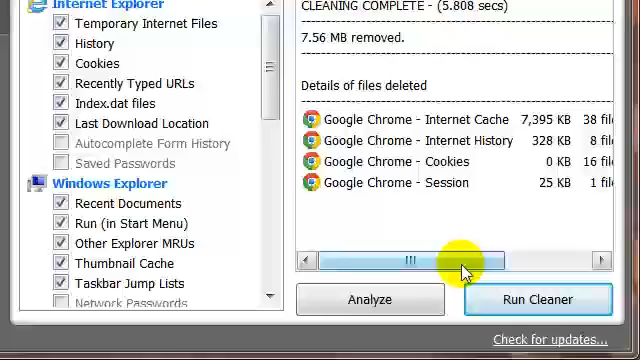 Internet Explorer
Temporary Internet Files
History
Cookies
Recently Typed URLs
Index.dat files
Last Download Location
Autocomplete Form History
Saved Passwords
Windows Explorer
Recent Documents
Run (in Start Menu)
Other Explorer MRUs
Thumbnail Cache
Taskbar Jump Lists
Network Passwords
CLEANING COMPLETE - (5.808 secs)
7.56 MB removed.
Details of files deleted
Google Chrome - Internet Cache 7,395 KB 38 fil
Google Chrome - Internet History 328 KB 8 fil
Google Chrome - Cookies 0 KB 16 fil
Google Chrome - Session 25 KB 1 fil
Analyze
Run Cleaner
Check for updates...